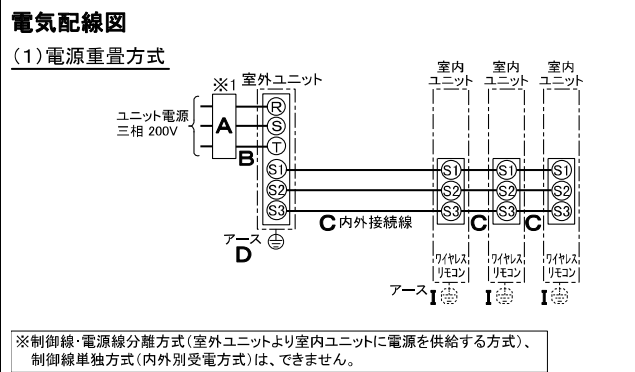 電気配線図
(1)電源重畳方式
※1 室外ユニット
室内 室内 室内
ユニット ユニット ユニット
ユニット電源
三相 200V
A
B
R
S
T
S1 S1 S1 S1
S2 S2 S2 S2
S3 S3 S3 S3
C 内外接続線 C C
アース
D
ワイヤレス ワイヤレス ワイヤレス
リモコン リモコン リモコン
アース I I I
※制御線・電源線分離方式(室外ユニットより室内ユニットに電源を供給する方式)、
制御線単独方式(内外別受電方式)は、できません。